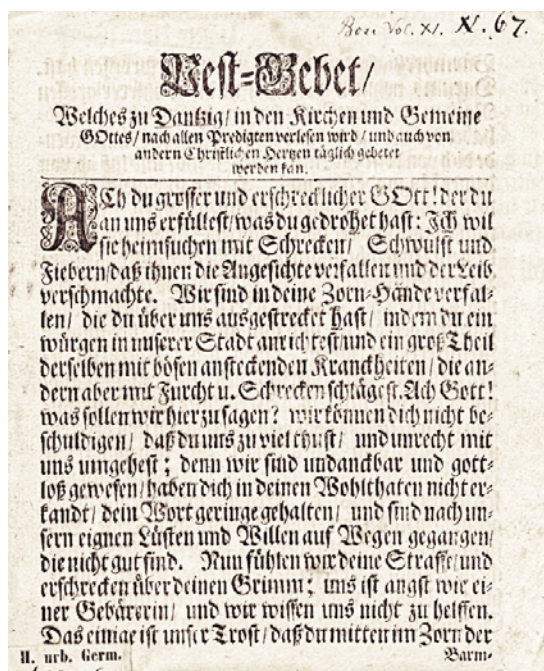 Bon Vol. XI. N. 67.
Pest-Gebet/
Welches zu Dantzig/ in den Kirchen und Gemeine
GOttes/ nach allen Predigten verlesen wird/ und auch von
andern Christlichen Hertzen täglich gebetet
werden kan.
ACh du grosser und erschrecklicher GOtt! der du
an uns erfüllest/ was du gedrohet hast: Ich wil
sie heimsuchen mit Schrecken/ Schwulst und
Fiebern/ daß ihnen die Angesichte verfallen und der Leib
verschmachte. Wir sind in deine Zorn-Hände verfal-
len/ die du über uns ausgestrecket hast/ indem du ein
würgen in unserer Stadt anrichtest/ und ein groß Theil
derselben mit bösen ansteckenden Kranckheiten/ die an-
dern aber mit Furcht u. Schrecken schlägest. Ach Gott!
was sollen wir hierzu sagen? wir können dich nicht be-
schuldigen/ daß du uns zu viel thust/ und unrecht mit
uns umgehest; denn wir sind undanckbar und gott-
loß gewesen/ haben dich in deinen Wohlthaten nicht er-
kandt/ dein Wort geringe gehalten/ und sind nach un-
sern eignen Lüsten und Willen auf Wegen gegangen/
die nicht gut sind. Nun fühlen wir deine Straffe/ und
erschrecken über deinen Grimm; uns ist angst wie ei-
ner Gebärerin/ und wir wissen uns nicht zu helffen.
Das einige ist unser Trost/ daß du mitten im Zorn der
II. urb. Germ. Barm-